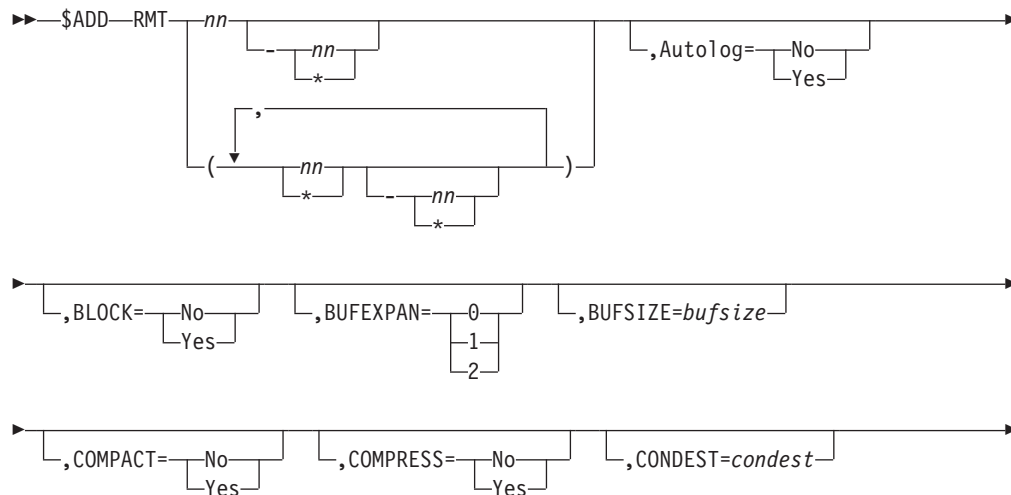 $ADD RMT nn ,Autolog= No
- nn Yes
*
,
( nn )
* - nn
*
,BLOCK= No ,BUFEXPAN= 0 ,BUFSIZE=bufsize
Yes 1
2
,COMPACT= No ,COMPRESS= No ,CONDEST=condest
Yes Yes